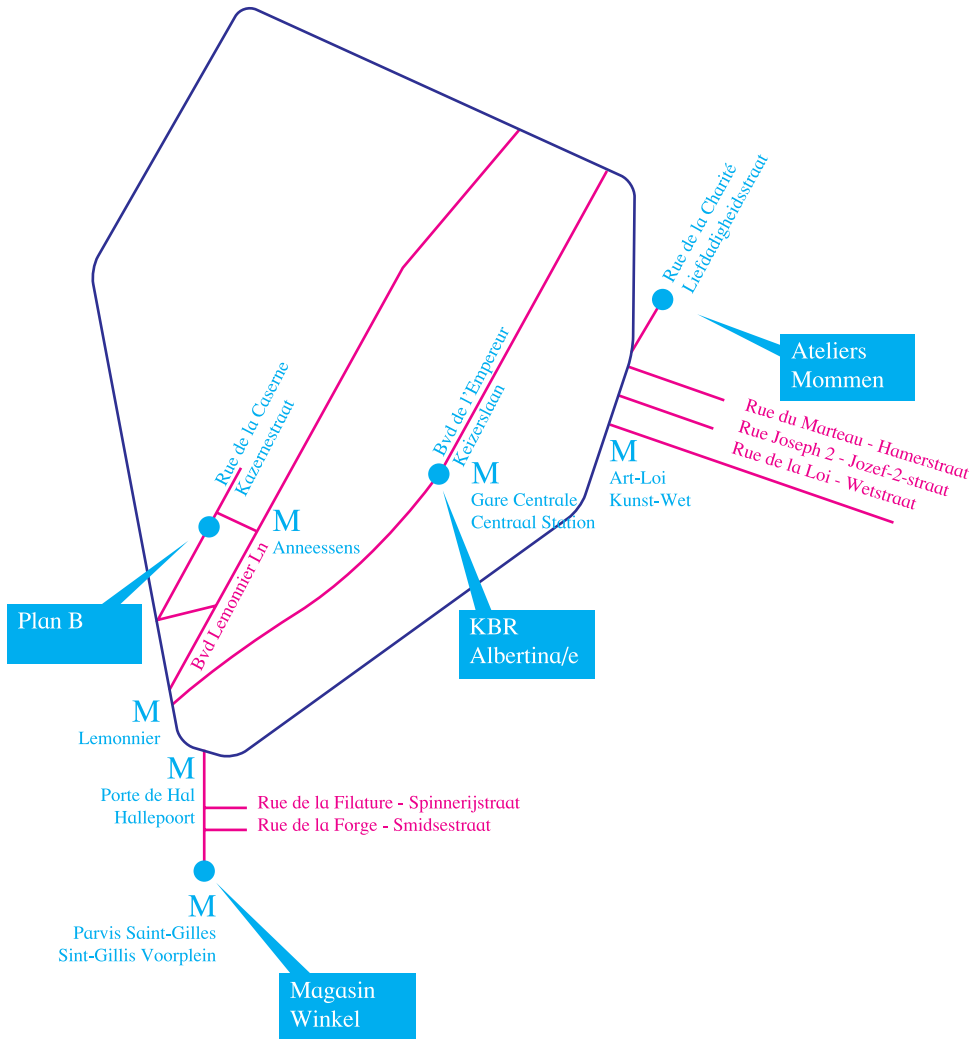 Rue de la Charité
Liefdadigheidsstraat
Ateliers
Mommen
Rue de la Caserne
Kazernestraat
Bvd de l'Empereur
Keizerslaan
Rue du Marteau - Hamerstraat
Rue Joseph 2 - Jozef-2-straat
Rue de la Loi - Wetstraat
M
Art-Loi
Kunst-Wet
M
Gare Centrale
Centraal Station
M
Anneessens
Bvd Lemonnier Ln
Plan B
KBR
Albertina/e
M
Lemonnier
M
Porte de Hal
Hallepoort
Rue de la Filature - Spinnerijstraat
Rue de la Forge - Smidsestraat
M
Parvis Saint-Gilles
Sint-Gillis Voorplein
Magasin
Winkel